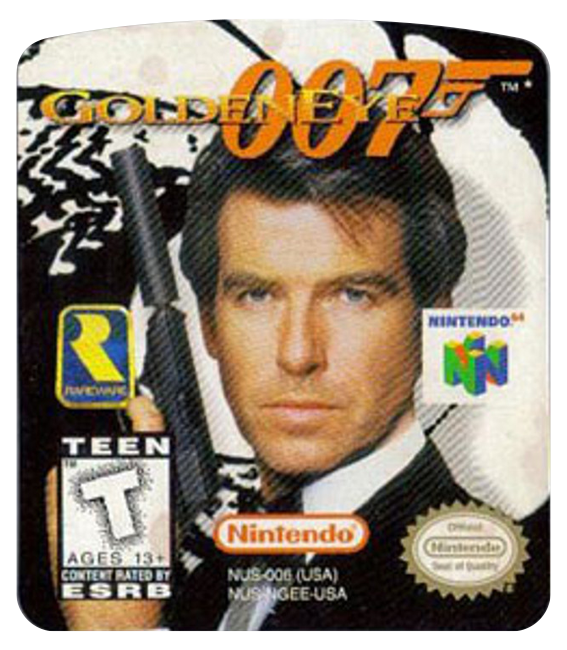 GOLDENEYE 007 ™*
NINTENDO64
RAREWARE
TEEN
T
™
AGES 13+
CONTENT RATED BY
ESRB
Nintendo®
NUS-006 (USA)
NUS-NGEE-USA
Official
Nintendo
Seal of Quality